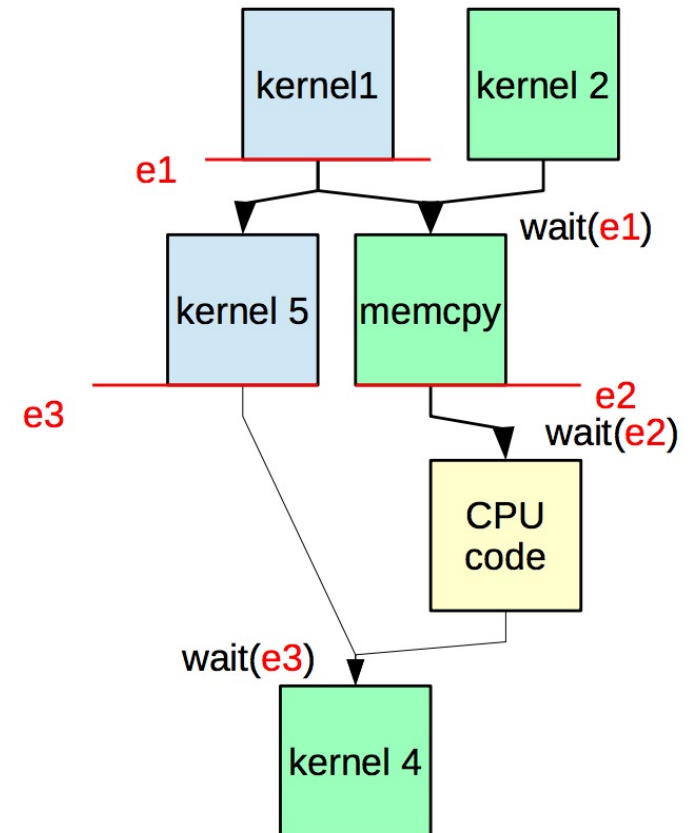 kernel1
kernel 2
e1
wait(e1)
kernel 5
memcpy
e3
e2
wait(e2)
CPU
code
wait(e3)
kernel 4